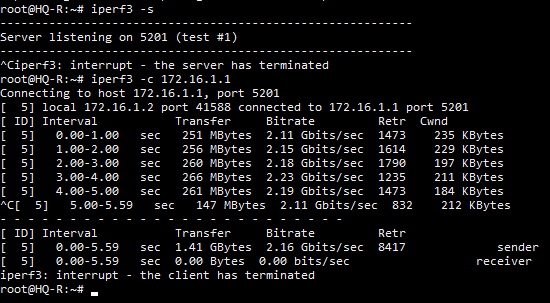 root@HQ-R:~# iperf3 -s
-----------------------------------------------------------
Server listening on 5201 (test #1)
-----------------------------------------------------------
^Ciperf3: interrupt - the server has terminated
root@HQ-R:~# iperf3 -c 172.16.1.1
Connecting to host 172.16.1.1, port 5201
[  5] local 172.16.1.2 port 41588 connected to 172.16.1.1 port 5201
[ ID] Interval           Transfer     Bitrate         Retr  Cwnd
[  5]   0.00-1.00   sec   251 MBytes  2.11 Gbits/sec  1473    235 KBytes
[  5]   1.00-2.00   sec   256 MBytes  2.15 Gbits/sec  1614    229 KBytes
[  5]   2.00-3.00   sec   260 MBytes  2.18 Gbits/sec  1790    197 KBytes
[  5]   3.00-4.00   sec   266 MBytes  2.23 Gbits/sec  1235    211 KBytes
[  5]   4.00-5.00   sec   261 MBytes  2.19 Gbits/sec  1473    184 KBytes
^C[  5]   5.00-5.59   sec   147 MBytes  2.11 Gbits/sec  832    212 KBytes
- - - - - - - - - - - - - - - - - - - - - - - - -
[ ID] Interval           Transfer     Bitrate         Retr
[  5]   0.00-5.59   sec  1.41 GBytes  2.16 Gbits/sec  8417             sender
[  5]   0.00-5.59   sec  0.00 Bytes  0.00 bits/sec                  receiver
iperf3: interrupt - the client has terminated
root@HQ-R:~#